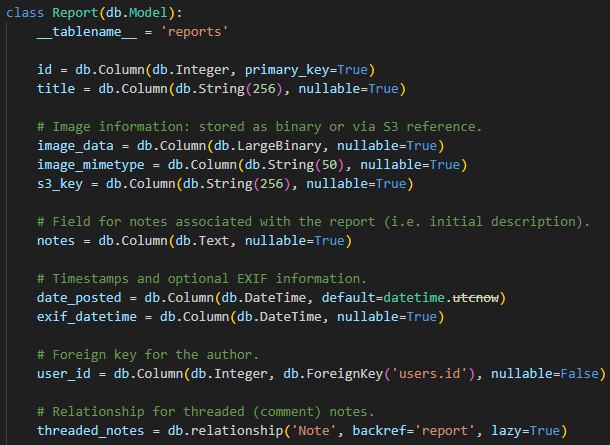 class Report(db.Model):
    __tablename__ = 'reports'

    id = db.Column(db.Integer, primary_key=True)
    title = db.Column(db.String(256), nullable=True)

    # Image information: stored as binary or via S3 reference.
    image_data = db.Column(db.LargeBinary, nullable=True)
    image_mimetype = db.Column(db.String(50), nullable=True)
    s3_key = db.Column(db.String(256), nullable=True)

    # Field for notes associated with the report (i.e. initial description).
    notes = db.Column(db.Text, nullable=True)

    # Timestamps and optional EXIF information.
    date_posted = db.Column(db.DateTime, default=datetime.utcnow)
    exif_datetime = db.Column(db.DateTime, nullable=True)

    # Foreign key for the author.
    user_id = db.Column(db.Integer, db.ForeignKey('users.id'), nullable=False)

    # Relationship for threaded (comment) notes.
    threaded_notes = db.relationship('Note', backref='report', lazy=True)